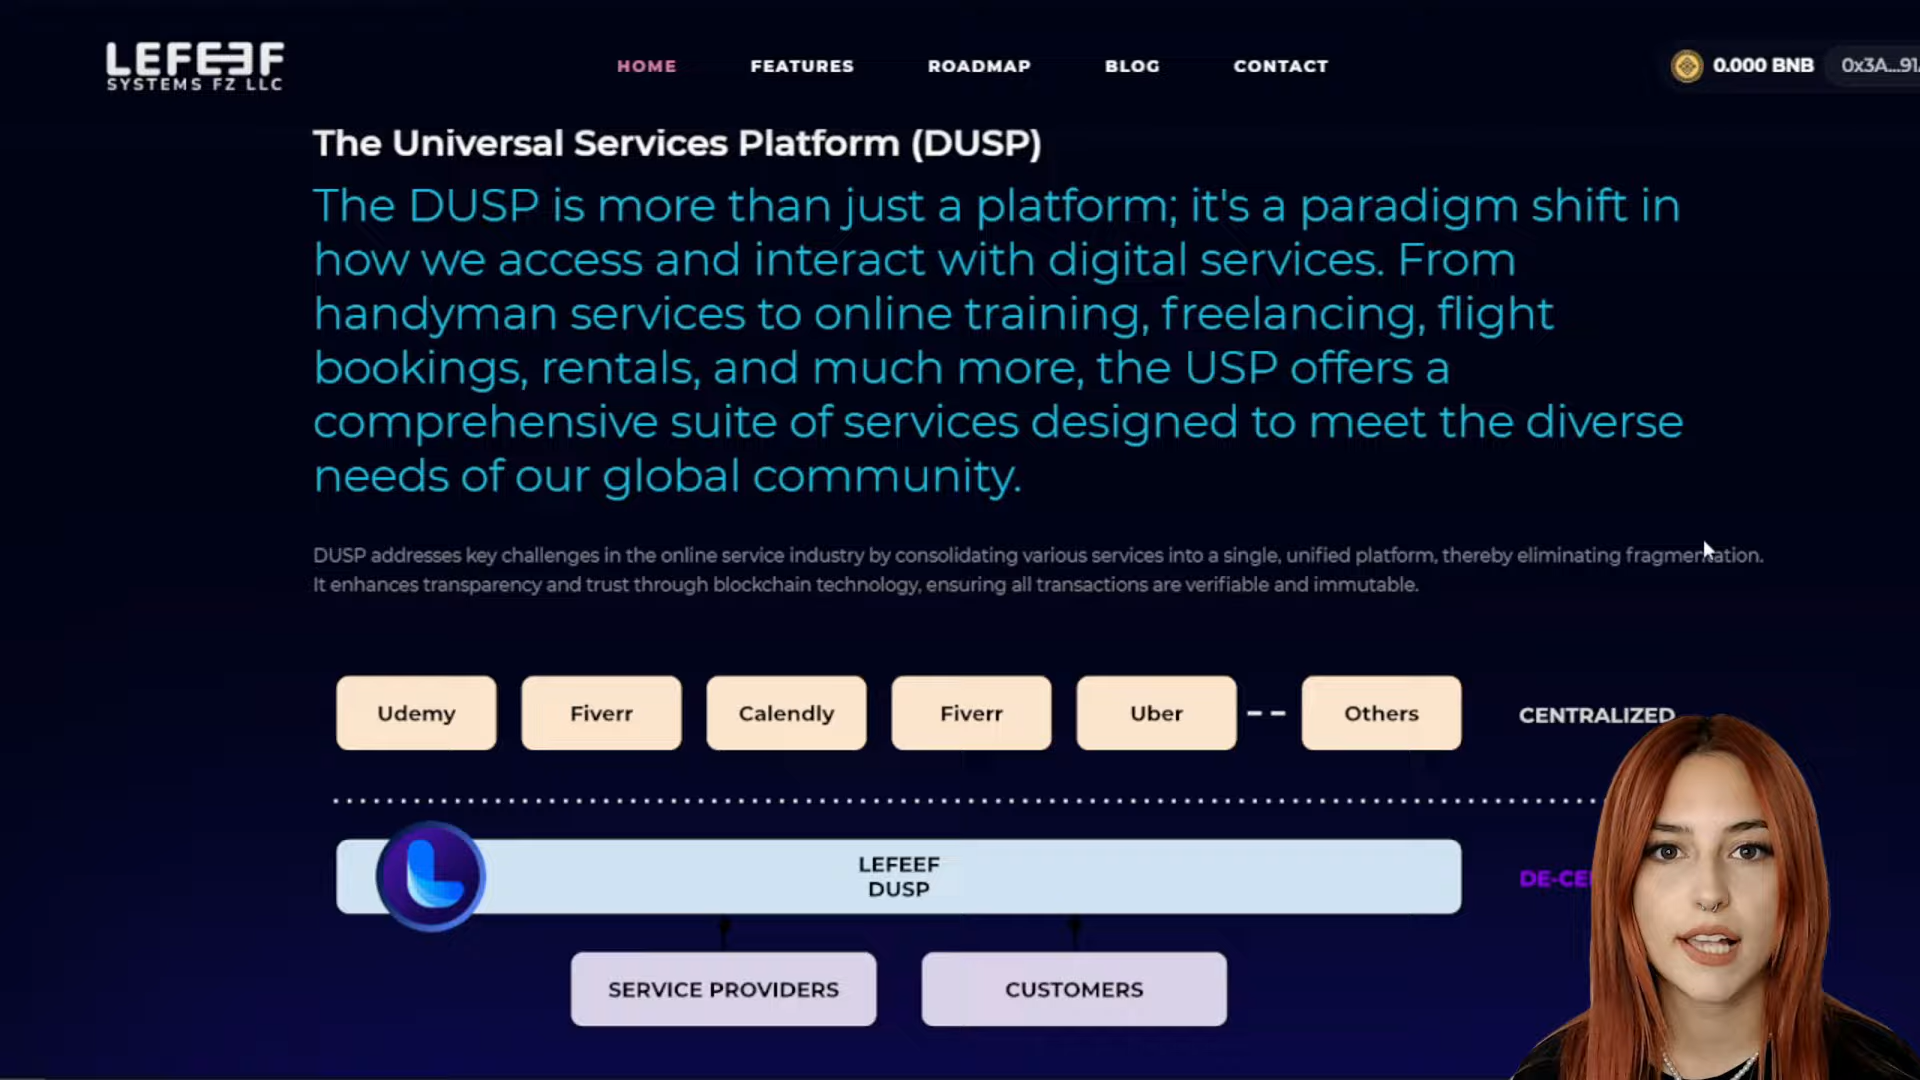 LEFEEF
SYSTEMS FZ LLC
HOME
FEATURES
ROADMAP
BLOG
CONTACT
0.000 BNB
0x3A...91
The Universal Services Platform (DUSP)
The DUSP is more than just a platform; it's a paradigm shift in
how we access and interact with digital services. From
handyman services to online training, freelancing, flight
bookings, rentals, and much more, the USP offers a
comprehensive suite of services designed to meet the diverse
needs of our global community.
DUSP addresses key challenges in the online service industry by consolidating various services into a single, unified platform, thereby eliminating fragmentation.
It enhances transparency and trust through blockchain technology, ensuring all transactions are verifiable and immutable.
Udemy
Fiverr
Calendly
Fiverr
Uber
Others
CENTRALIZED
LEFEEF
DUSP
DE-CE
SERVICE PROVIDERS
CUSTOMERS